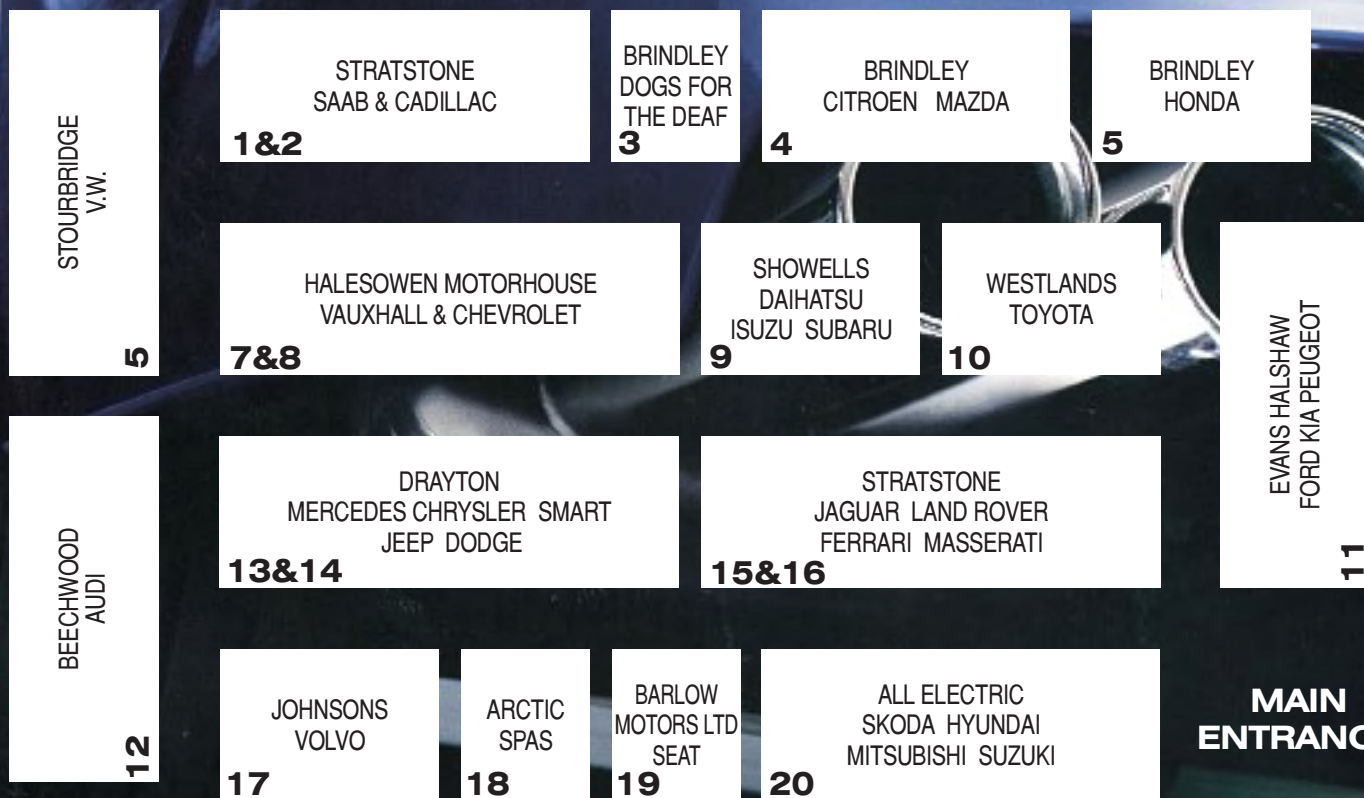 STOURBRIDGE
V.W.
5
STRATSTONE
SAAB & CADILLAC
1&2
BRINDLEY
DOGS FOR
THE DEAF
3
BRINDLEY
CITROEN MAZDA
4
BRINDLEY
HONDA
5
HALESOWEN MOTORHOUSE
VAUXHALL & CHEVROLET
7&8
SHOWELLS
DAIHATSU
ISUZU SUBARU
9
WESTLANDS
TOYOTA
10
EVANS HALSHAW
FORD KIA PEUGEOT
11
BEECHWOOD
AUDI
12
DRAYTON
MERCEDES CHRYSLER SMART
JEEP DODGE
13&14
STRATSTONE
JAGUAR LAND ROVER
FERRARI MASSERATI
15&16
JOHNSONS
VOLVO
17
ARCTIC
SPAS
18
BARLOW
MOTORS LTD
SEAT
19
ALL ELECTRIC
SKODA HYUNDAI
MITSUBISHI SUZUKI
20
MAIN
ENTRANC